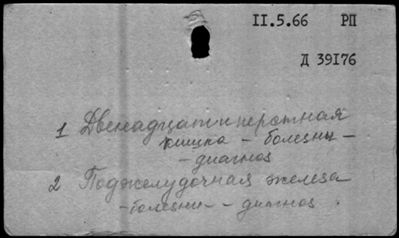 II.5.66 РП
Д 39176
1 Двенадцатиперстная
кишка - болезни -
- диагноз
2 Поджелудочная железа
- болезни - диагноз.